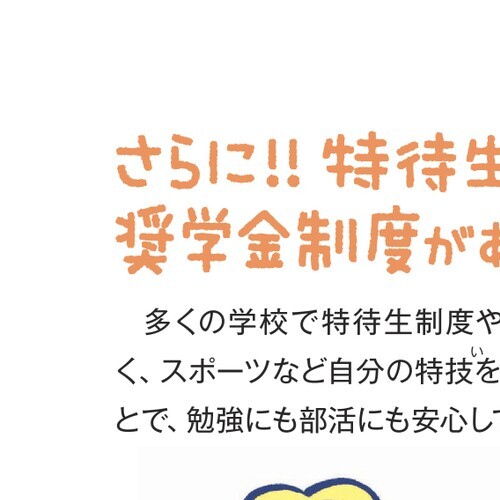 さらに!! 特待生
奨学金制度があ
多くの学校で特待生制度や
い
く、スポーツなど自分の特技を
とで、勉強にも部活にも安心して